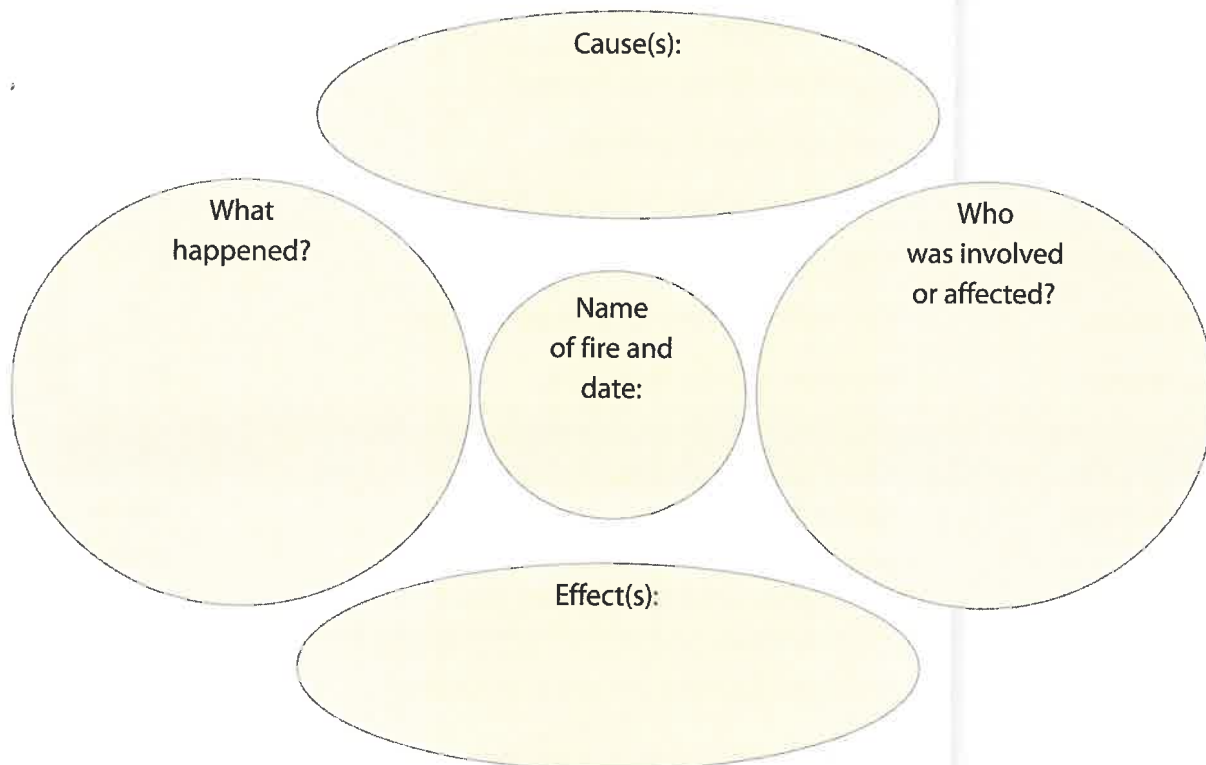 Cause(s):
What
happened?
Name
of fire and
date:
Who
was involved
or affected?
Effect(s):